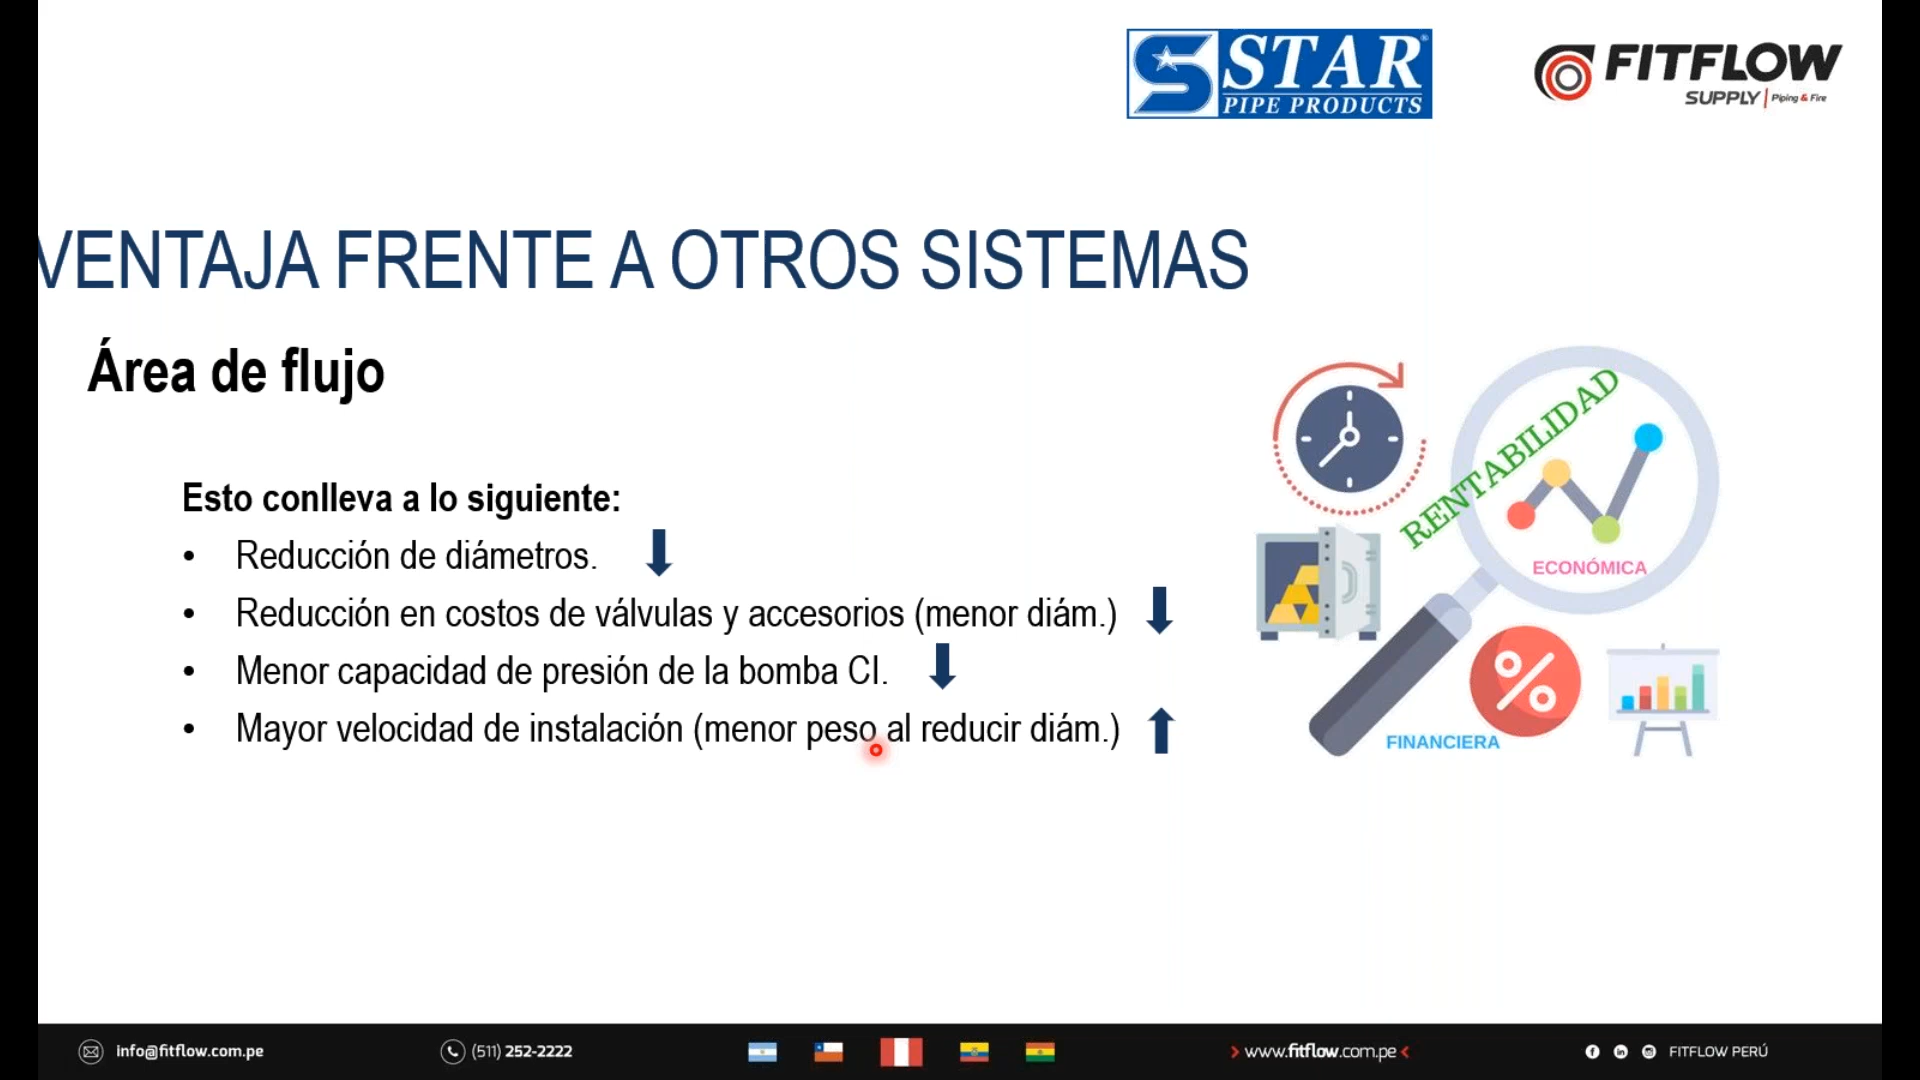 STAR
PIPE PRODUCTS
FITFLOW
SUPPLY | Piping & Fire
VENTAJA FRENTE A OTROS SISTEMAS
Área de flujo
Esto conlleva a lo siguiente:
• Reducción de diámetros.
• Reducción en costos de válvulas y accesorios (menor diám.)
• Menor capacidad de presión de la bomba CI.
• Mayor velocidad de instalación (menor peso al reducir diám.)
RENTABILIDAD
ECONÓMICA
%
FINANCIERA
info@fitflow.com.pe
(511) 252-2222
www.fitflow.com.pe
FITFLOW PERÚ